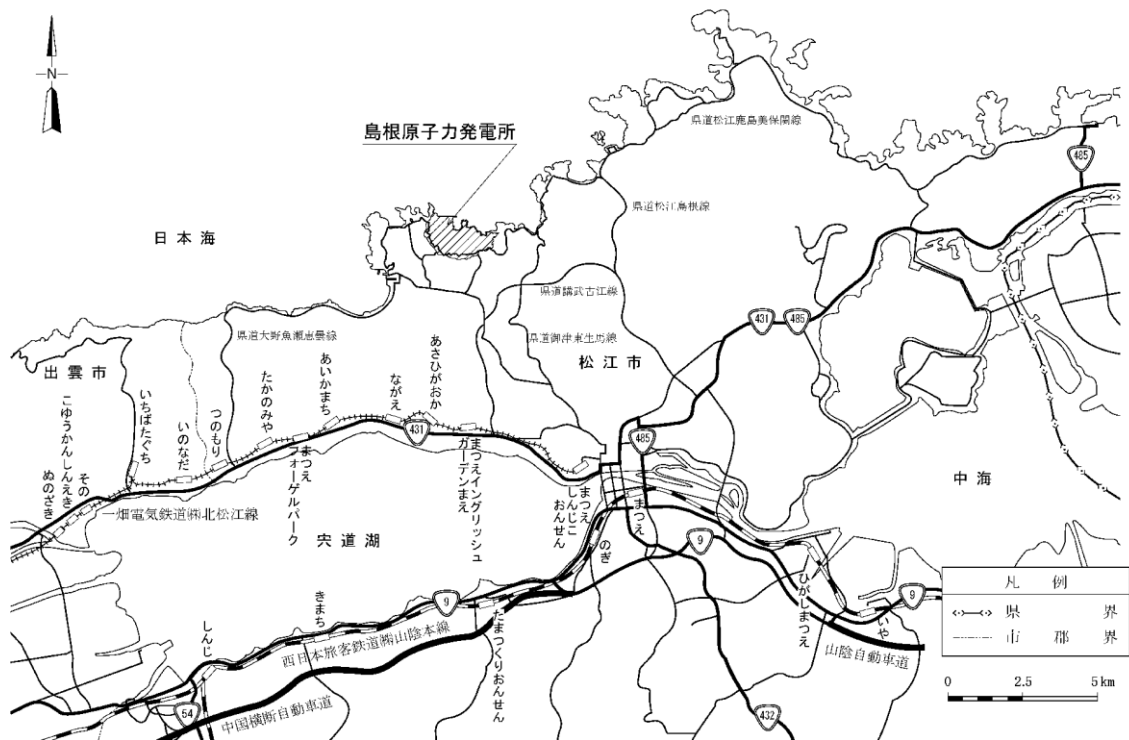 N
島根原子力発電所
日本海
県道松江鹿島美保関線
485
県道松江島根線
県道講武古江線
県道御津東生馬線
県道大野魚瀬恵曇線
431
485
松江市
出雲市
こゆうかんしんえき
ぬのざき
その
いちばたぐち
いのなだ
つのもり
たかのみや
まつえ
フォーゲルパーク
あいかまち
ながえ
431
あさひがおか
まつえイングリッシュ
ガーデンまえ
485
まつえ
しんじこ
おんせん
まつえ
のぎ
中海
一畑電気鉄道㈱北松江線
宍道湖
9
ひがしまつえ
いや
9
9
きまち
しんじ
西日本旅客鉄道㈱山陰本線
たまつくりおんせん
山陰自動車道
54
中国横断自動車道
432
凡例
県界
市郡界
0 2.5 5km